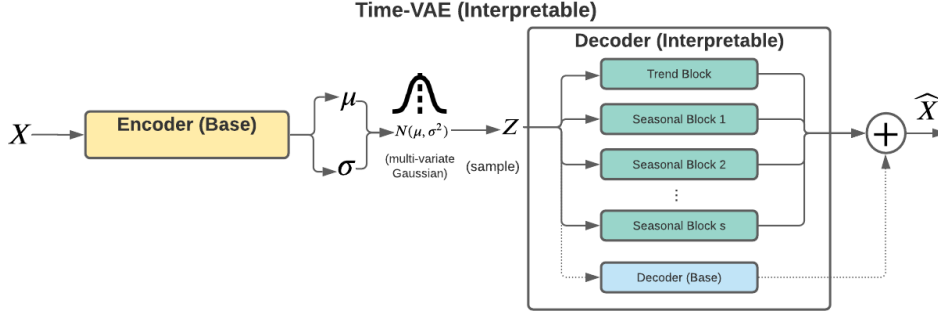 Time-VAE (Interpretable)
Decoder (Interpretable)
Trend Block
Seasonal Block 1
Seasonal Block 2
⋮
Seasonal Block s
Decoder (Base)
X
Encoder (Base)
μ
σ
N(μ, σ²)
(multi-variate
Gaussian)
Z
(sample)
+
X̂